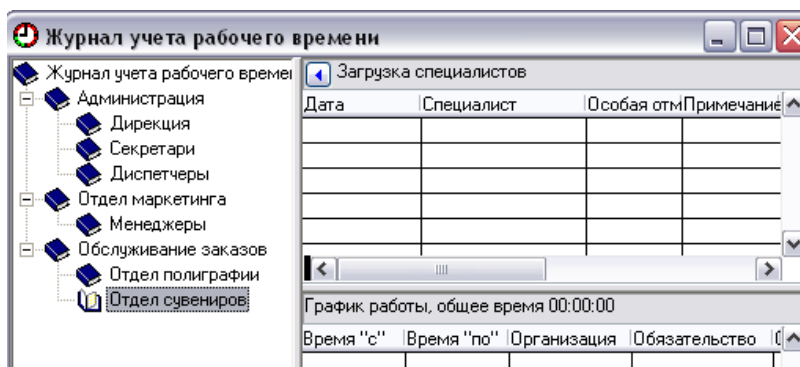 Журнал учета рабочего времени
Журнал учета рабочего времен
Администрация
Дирекция
Секретари
Диспетчеры
Отдел маркетинга
Менеджеры
Обслуживание заказов
Отдел полиграфии
Отдел сувениров
Загрузка специалистов
Дата Специалист Особая отм Примечание
График работы, общее время 00:00:00
Время "с" Время "по" Организация Обязательство